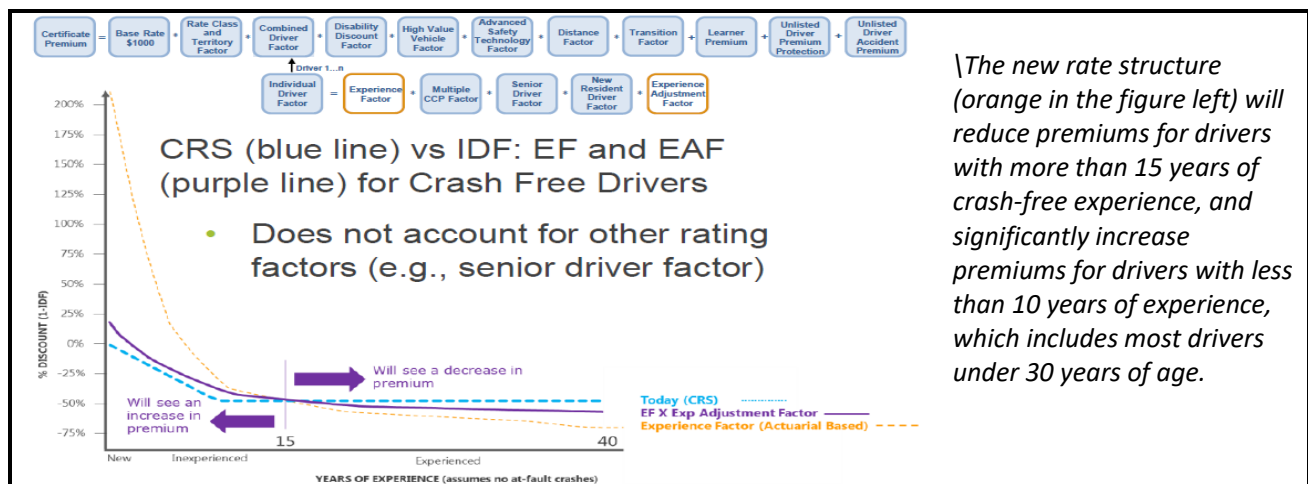 Certificate Premium = Base Rate $1000 * Rate Class and Territory Factor * Combined Driver Factor * Disability Discount Factor * High Value Vehicle Factor * Advanced Safety Technology Factor * Distance Factor * Transition Factor + Learner Premium + Unlisted Driver Premium Protection + Unlisted Driver Accident Premium
Driver 1...n
Individual Driver Factor = Experience Factor * Multiple CCP Factor * Senior Driver Factor * New Resident Driver Factor * Experience Adjustment Factor
200%
175%
150%
125%
100%
75%
50%
25%
0%
-25%
-50%
-75%
% DISCOUNT (1-IDF)
CRS (blue line) vs IDF: EF and EAF
(purple line) for Crash Free Drivers
• Does not account for other rating
factors (e.g., senior driver factor)
Will see a decrease in
premium
Will see an
increase in
premium
15
40
New
Inexperienced
Experienced
YEARS OF EXPERIENCE (assumes no at-fault crashes)
Today (CRS)
EF X Exp Adjustment Factor
Experience Factor (Actuarial Based)
\The new rate structure
(orange in the figure left) will
reduce premiums for drivers
with more than 15 years of
crash-free experience, and
significantly increase
premiums for drivers with less
than 10 years of experience,
which includes most drivers
under 30 years of age.